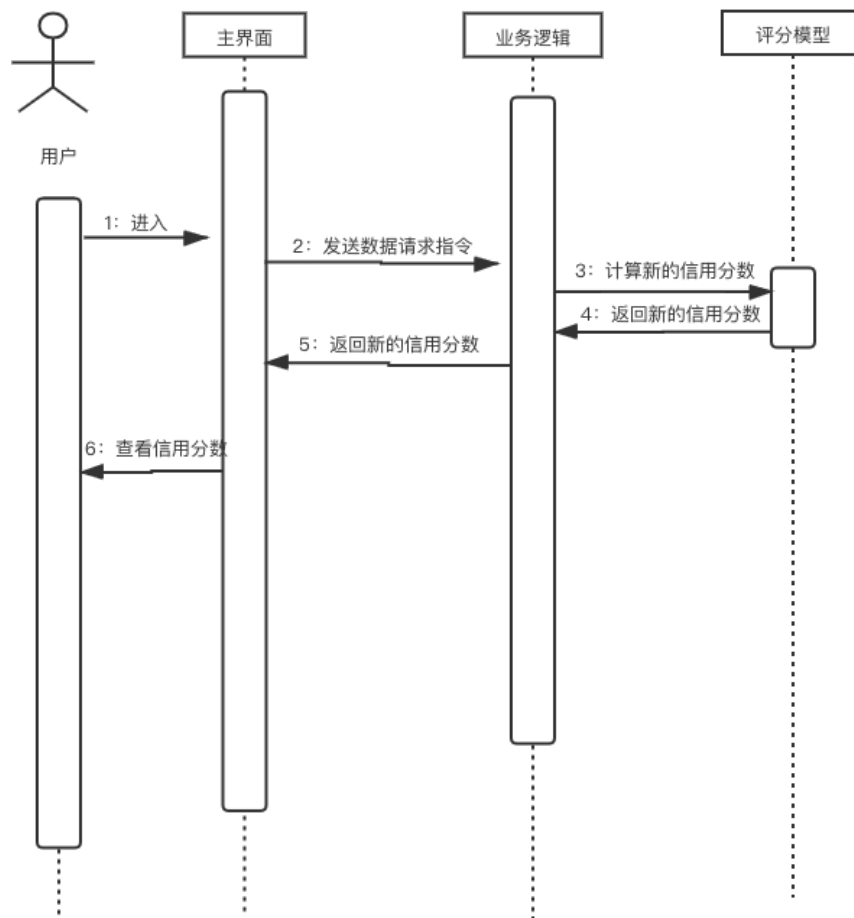 主界面
业务逻辑
评分模型
用户
1：进入
2：发送数据请求指令
3：计算新的信用分数
4：返回新的信用分数
5：返回新的信用分数
6：查看信用分数